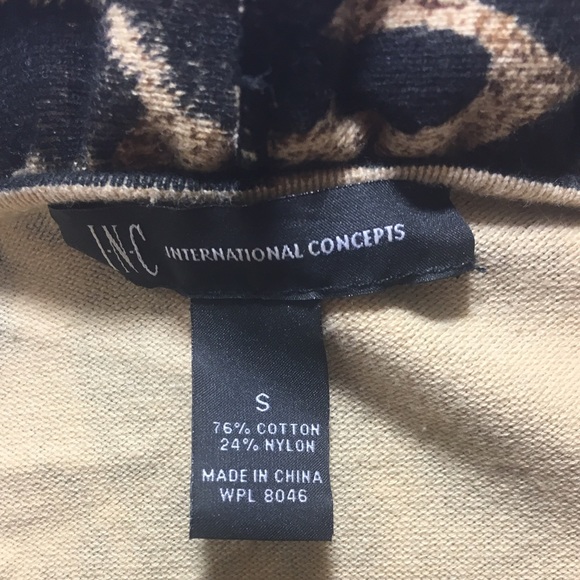 I·N·C INTERNATIONAL CONCEPTS
S
76% COTTON
24% NYLON
MADE IN CHINA
WPL 8046